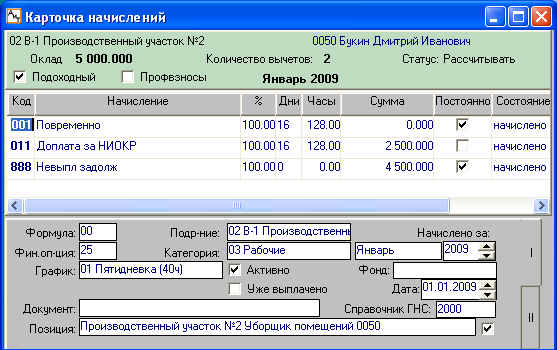 Карточка начислений
02 В-1 Производственный участок №2 0050 Букин Дмитрий Иванович
Оклад 5 000.000 Количество вычетов: 2 Статус: Рассчитывать
Подоходный Профвзносы Январь 2009
Код Начисление % Дни Часы Сумма Постоянно Состояние
001 Повременно 100.00 16 128.00 0.000 начислено
011 Доплата за НИОКР 100.00 16 128.00 2 500.000 начислено
888 Невыпл задолж 100.00 0 0.00 4 500.000 начислено
Формула: 00 Подр-ние: 02 В-1 Производственнь Начислено за:
Фин.оп-ция: 25 Категория: 03 Рабочие Январь 2009
График: 01 Пятидневка (40ч) Активно Фонд:
Уже выплачено Дата: 01.01.2009
Документ: Справочник ГНС: 2000
Позиция: Производственный участок №2 Уборщик помещений 0050
I
II